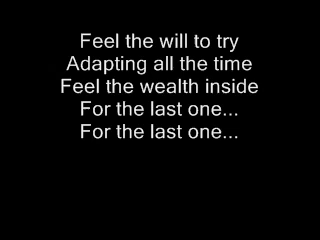 Feel the will to try
Adapting all the time
Feel the wealth inside
For the last one...
For the last one...